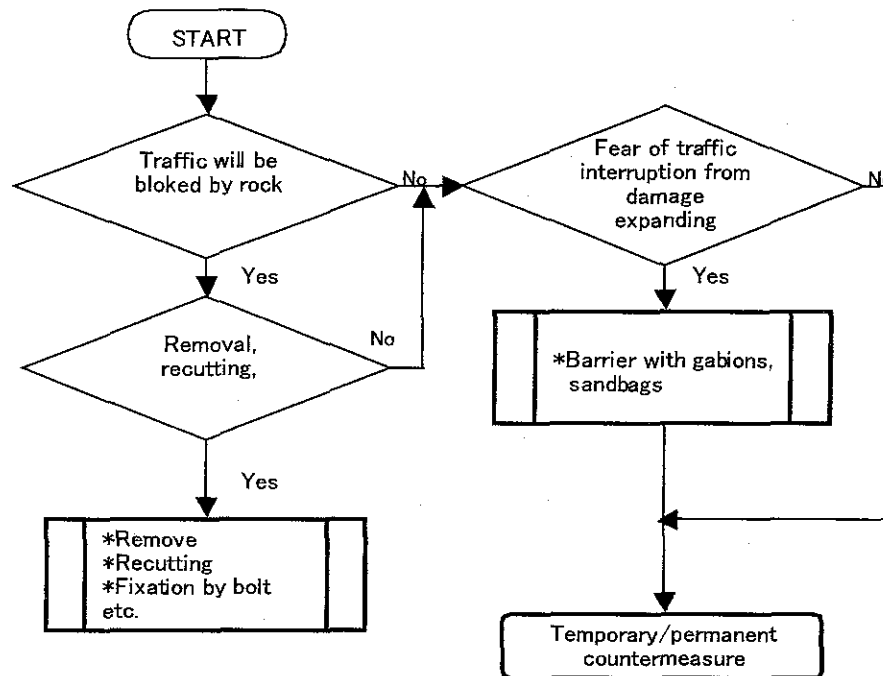 START
Traffic will be
bloked by rock
No
Yes
Removal,
recutting,
No
Yes
*Remove
*Recutting
*Fixation by bolt
etc.
Fear of traffic
interruption from
damage
expanding
Yes
*Barrier with gabions,
sandbags
Temporary/permanent
countermeasure